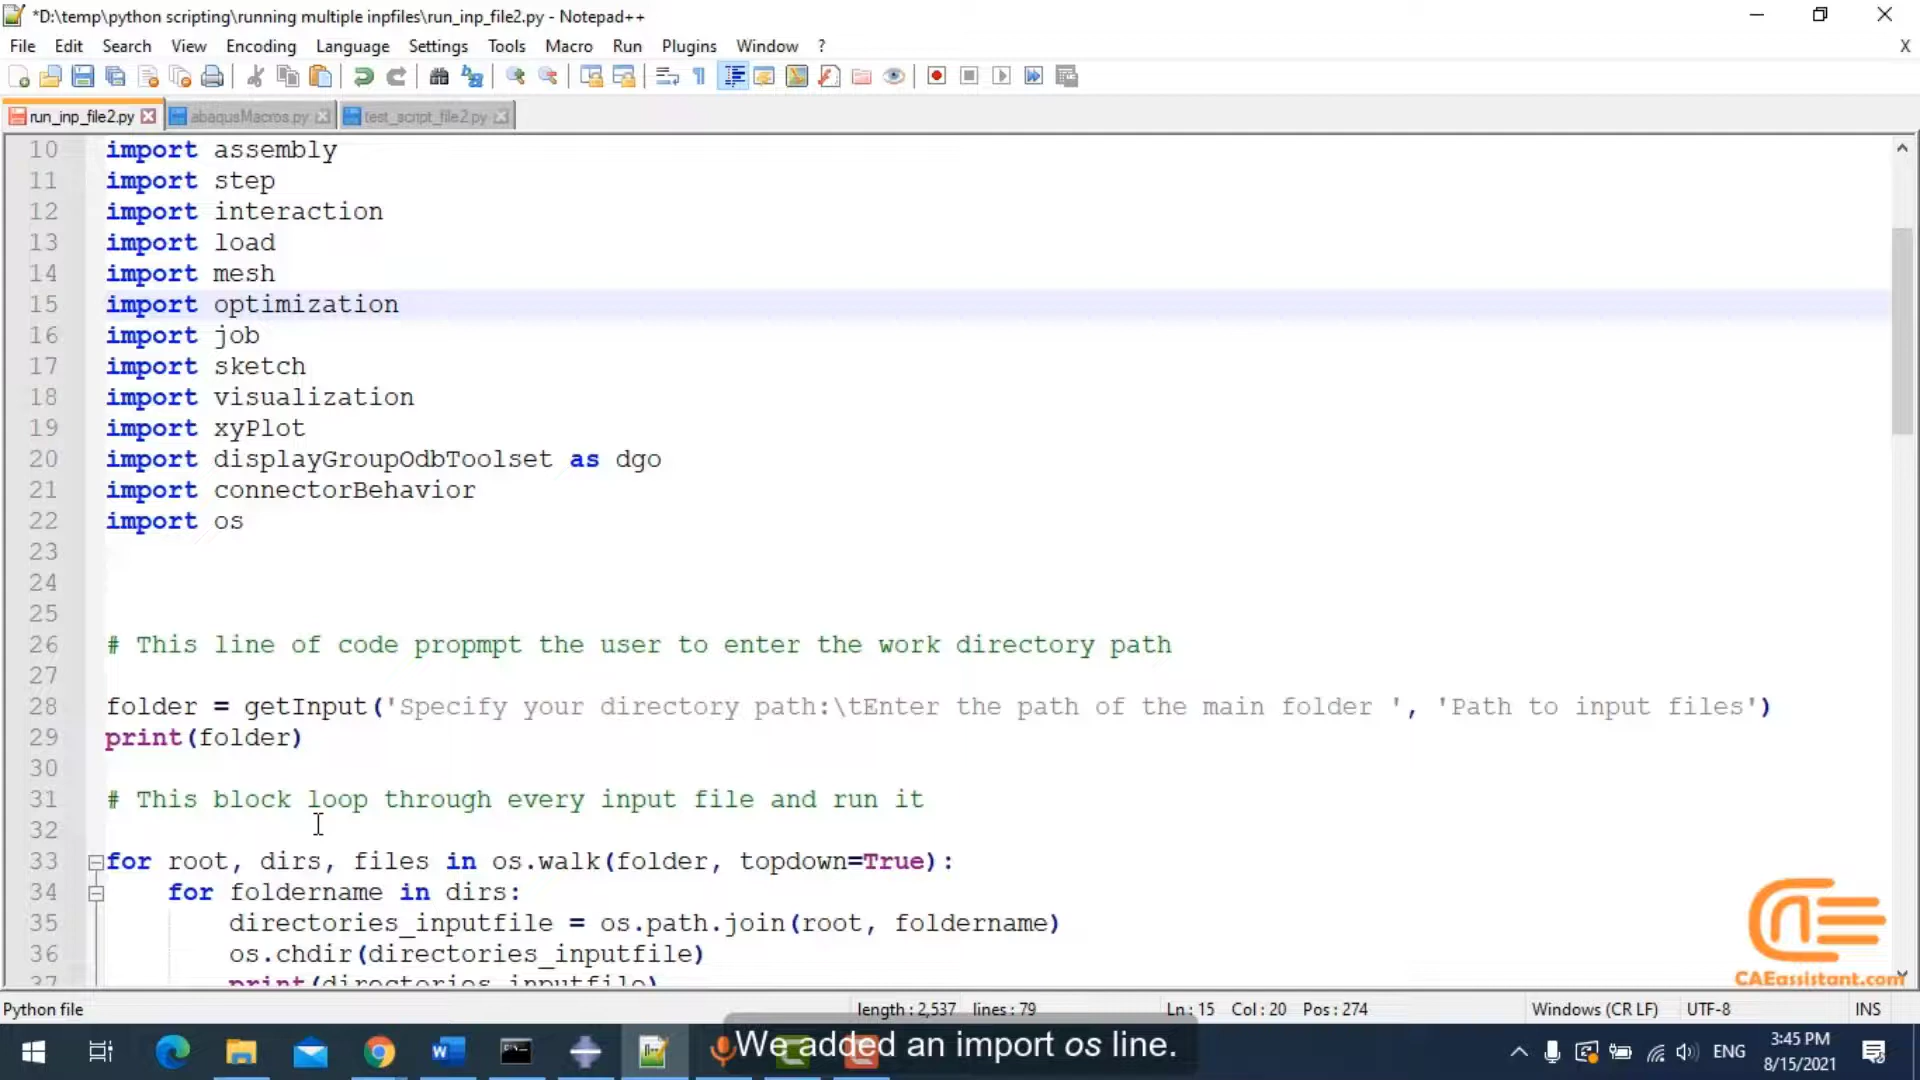 *D:\temp\python scripting\running multiple inpfiles\run_inp_file2.py - Notepad++
File Edit Search View Encoding Language Settings Tools Macro Run Plugins Window ? X
run_inp_file2.py abaqusMacros.py test_script_file2.py
10 import assembly
11 import step
12 import interaction
13 import load
14 import mesh
15 import optimization
16 import job
17 import sketch
18 import visualization
19 import xyPlot
20 import displayGroupOdbToolset as dgo
21 import connectorBehavior
22 import os
23
24
25
26 # This line of code propmpt the user to enter the work directory path
27
28 folder = getInput('Specify your directory path:\tEnter the path of the main folder ', 'Path to input files')
29 print(folder)
30
31 # This block loop through every input file and run it
32
33 for root, dirs, files in os.walk(folder, topdown=True):
34 for foldername in dirs:
35 directories_inputfile = os.path.join(root, foldername)
36 os.chdir(directories_inputfile)
37 print(directories_inputfile)
CAEassistant.com
Python file length : 2,537 lines : 79 Ln : 15 Col : 20 Pos : 274 Windows (CR LF) UTF-8 INS
We added an import os line.
ENG
3:45 PM
8/15/2021